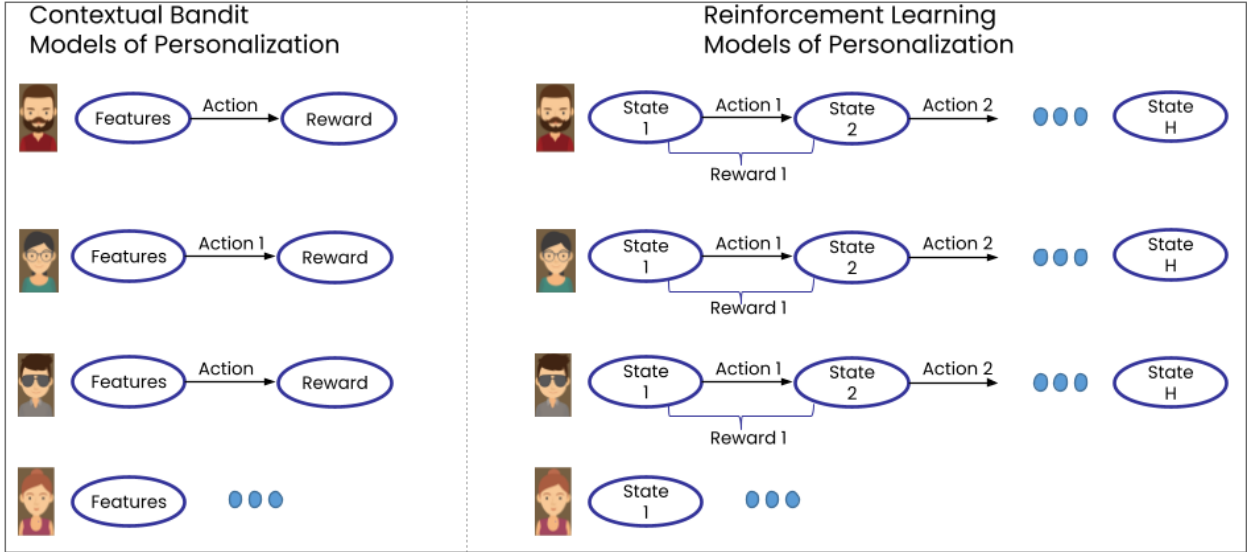 Contextual Bandit
Models of Personalization
Features
Action
Reward
Features
Action 1
Reward
Features
Action
Reward
Features
Reinforcement Learning
Models of Personalization
State
1
Action 1
State
2
Action 2
State
H
Reward 1
State
1
Action 1
State
2
Action 2
State
H
Reward 1
State
1
Action 1
State
2
Action 2
State
H
Reward 1
State
1